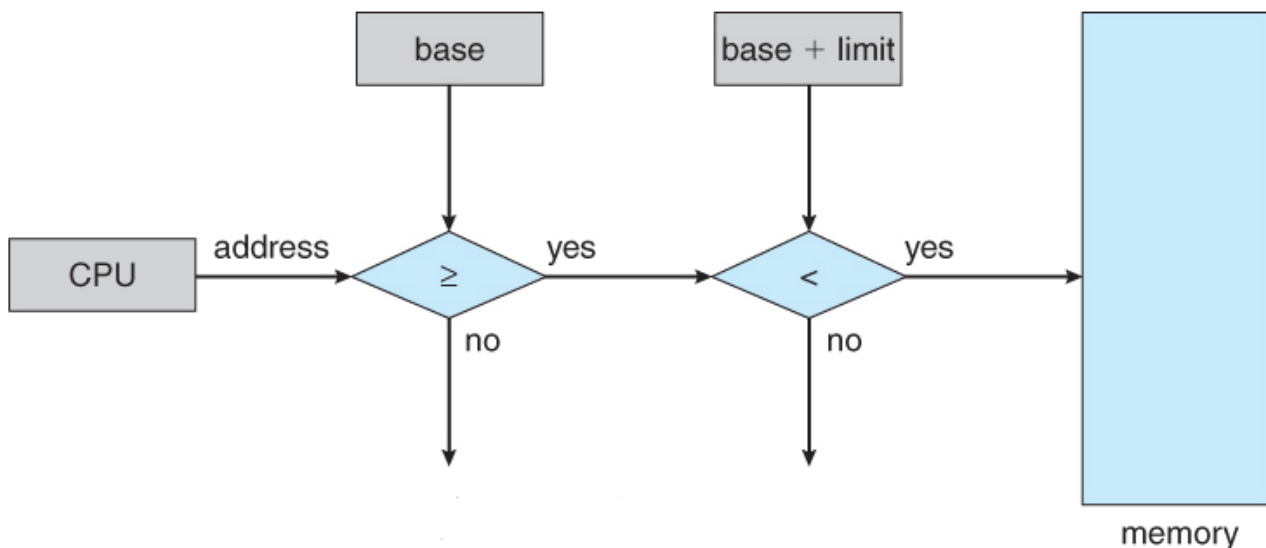 base
base + limit
CPU
address
≥
yes
<
yes
no
no
memory